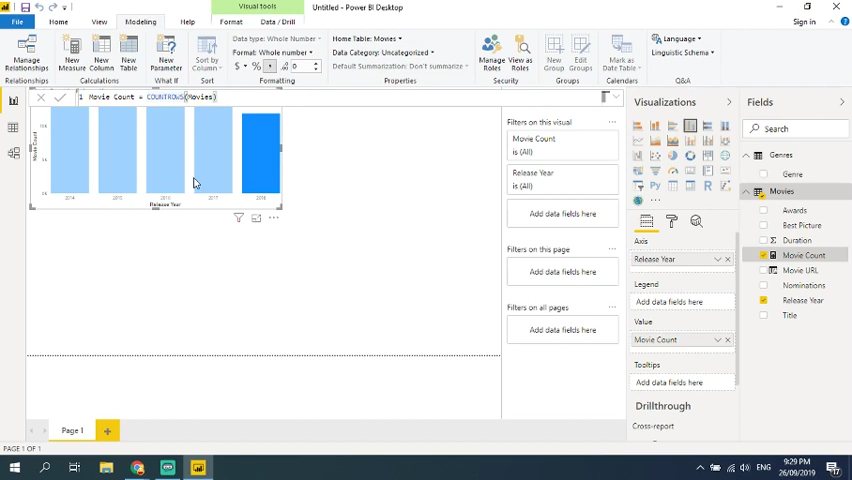 Visual tools
Untitled - Power BI Desktop
File
Home
View
Modeling
Help
Format
Data / Drill
Sign in
Manage
Relationships
New
Measure
New
Column
New
Table
New
Parameter
Sort by
Column
Data type: Whole number
Format: Whole number
$ % , .00 0
Home Table: Movies
Data Category: Uncategorized
Default Summarization: Don't summarize
Manage
Roles
View as
Roles
New
Group
Edit
Groups
Mark as
Date Table
Language
Linguistic Schema
Relationships
Calculations
What If
Sort
Formatting
Properties
Security
Groups
Calendars
Q&A
1 Movie Count = COUNTROWS(Movies)
Movie Count
2014
2015
2016
2017
2018
Release Year
Filters on this visual
Movie Count
is (All)
Release Year
is (All)
Add data fields here
Filters on this page
Add data fields here
Filters on all pages
Add data fields here
Visualizations
Axis
Release Year
Legend
Add data fields here
Value
Movie Count
Tooltips
Add data fields here
Drillthrough
Cross-report
Fields
Search
Genres
Genre
Movies
Awards
Best Picture
Duration
Movie Count
Movie URL
Nominations
Release Year
Title
Page 1
PAGE 1 OF 1
ENG
9:29 PM
26/09/2019